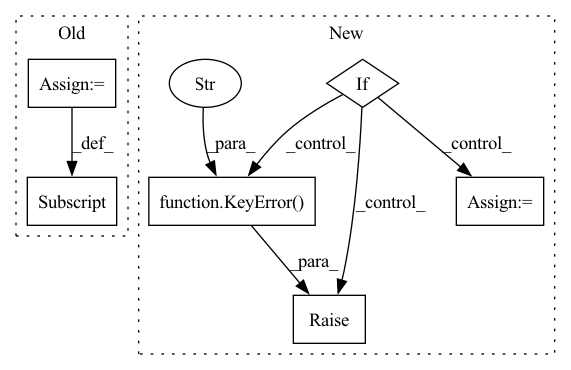 Old
New
Assign:=
Str
If
_def_
_para_
_control_
_control_
Subscript
function.KeyError()
_control_
Assign:=
_para_
Raise